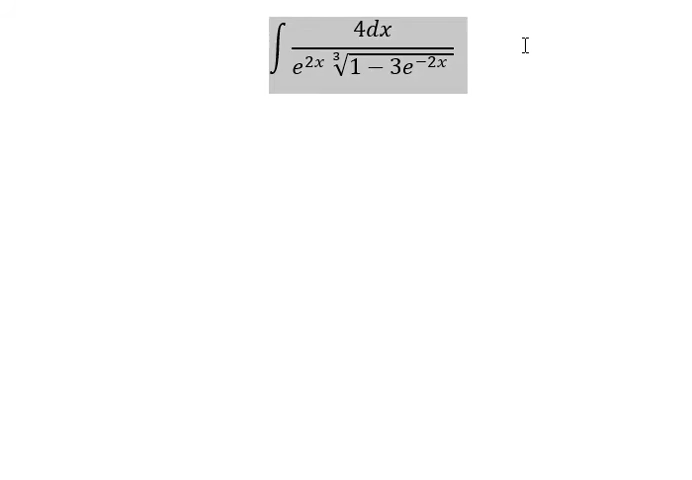 ∫ 4dx / (e^{2x} ∛(1 − 3e^{−2x}))